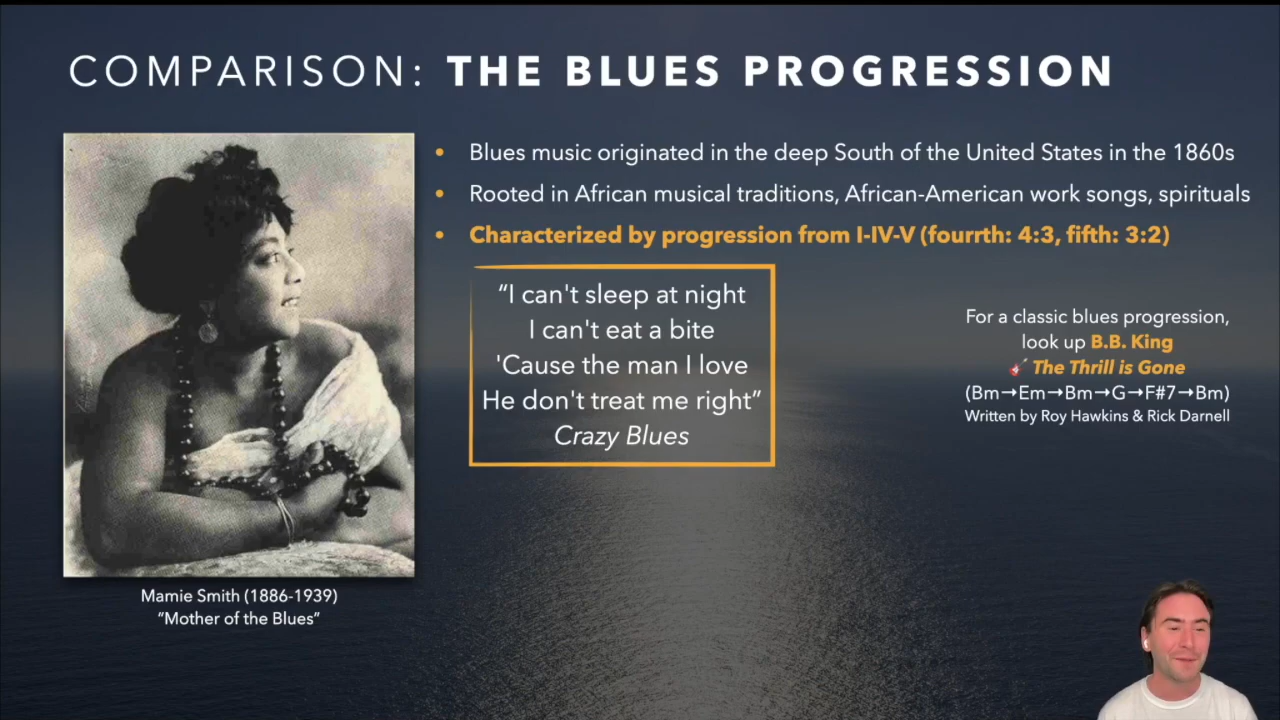 COMPARISON: THE BLUES PROGRESSION
• Blues music originated in the deep South of the United States in the 1860s
• Rooted in African musical traditions, African-American work songs, spirituals
• Characterized by progression from I-IV-V (fourrth: 4:3, fifth: 3:2)
“I can't sleep at night
I can't eat a bite
'Cause the man I love
He don't treat me right”
Crazy Blues
For a classic blues progression,
look up B.B. King
🎸 The Thrill is Gone
(Bm→Em→Bm→G→F#7→Bm)
Written by Roy Hawkins & Rick Darnell
Mamie Smith (1886-1939)
“Mother of the Blues”